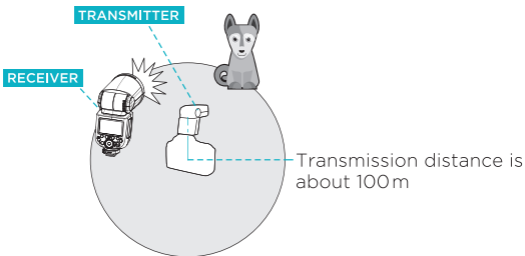 TRANSMITTER
RECEIVER
Transmission distance is
about 100m